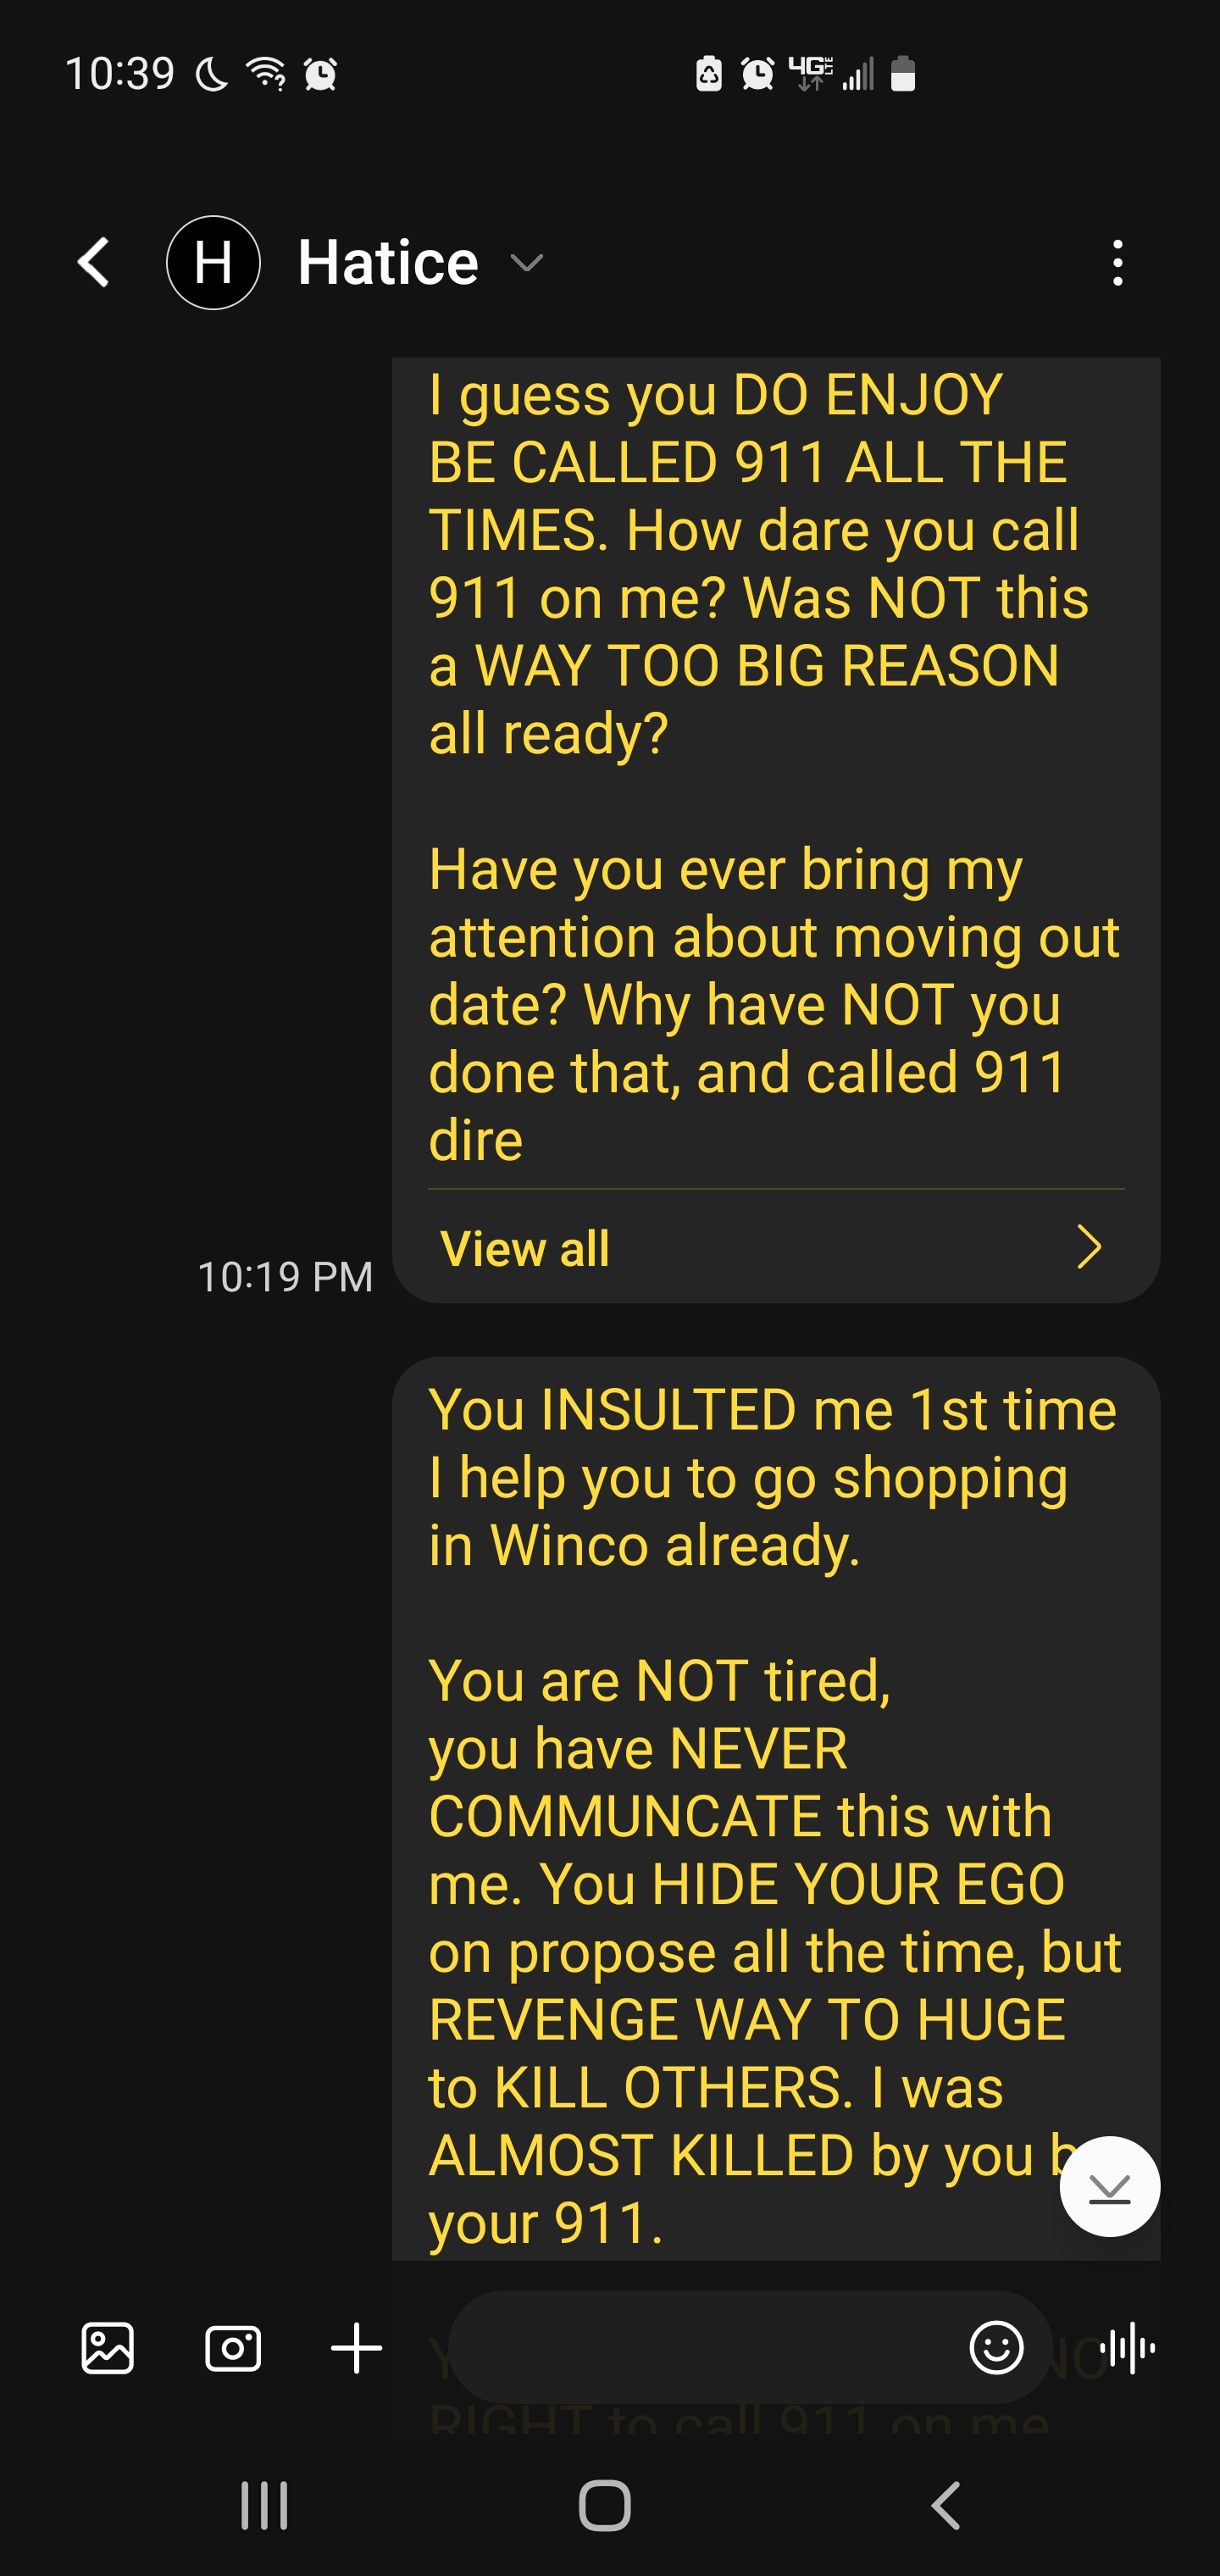 10:39
4G LTE
H Hatice
I guess you DO ENJOY
BE CALLED 911 ALL THE
TIMES. How dare you call
911 on me? Was NOT this
a WAY TOO BIG REASON
all ready?
Have you ever bring my
attention about moving out
date? Why have NOT you
done that, and called 911
dire
View all
10:19 PM
You INSULTED me 1st time
I help you to go shopping
in Winco already.
You are NOT tired,
you have NEVER
COMMUNCATE this with
me. You HIDE YOUR EGO
on propose all the time, but
REVENGE WAY TO HUGE
to KILL OTHERS. I was
ALMOST KILLED by you
your 911.
NO
RIGHT to call 911 on me